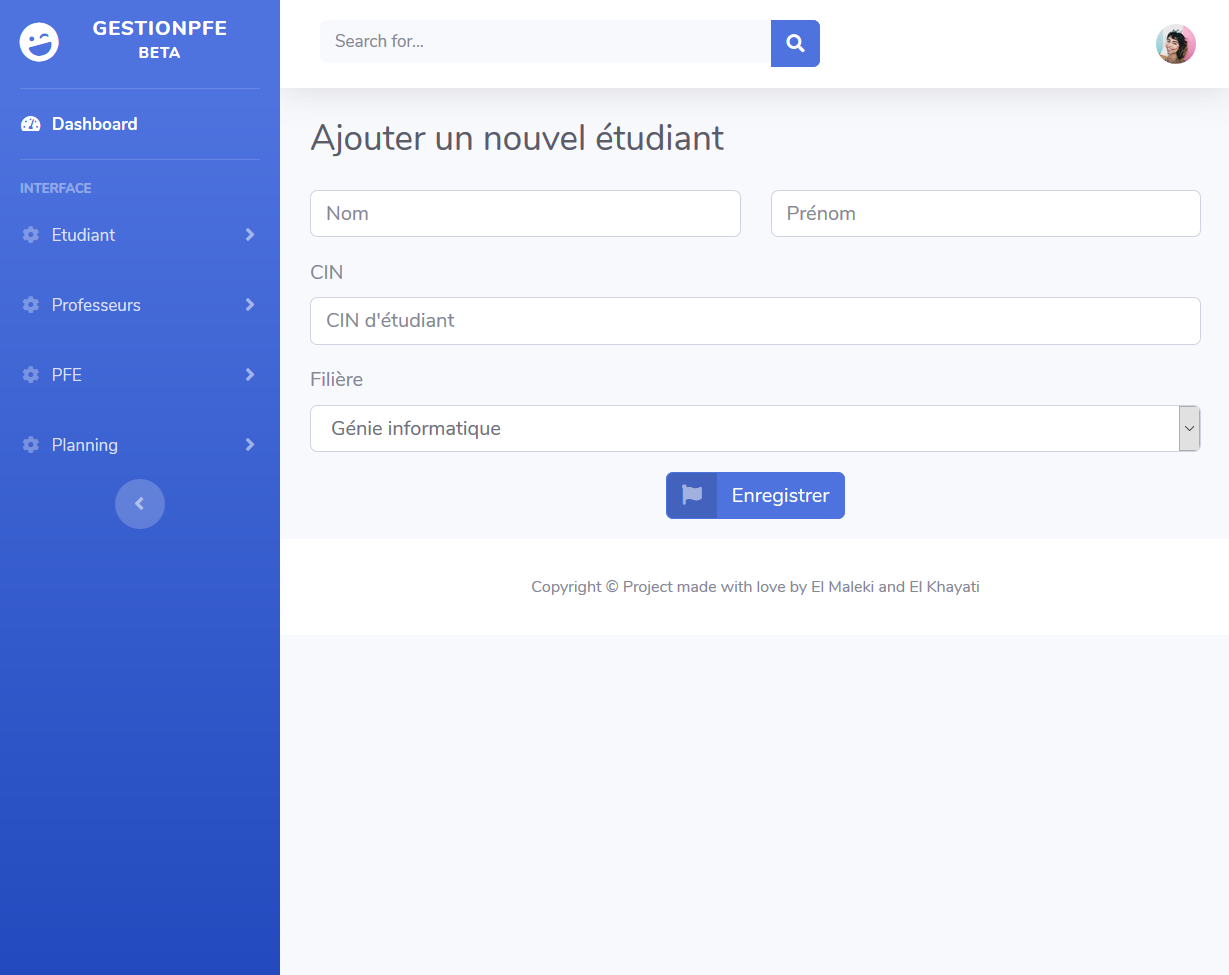 GESTIONPFE
BETA
Search for...
Dashboard
INTERFACE
Etudiant
Professeurs
PFE
Planning
Ajouter un nouvel étudiant
Nom
Prénom
CIN
CIN d'étudiant
Filière
Génie informatique
Enregistrer
Copyright © Project made with love by El Maleki and El Khayati